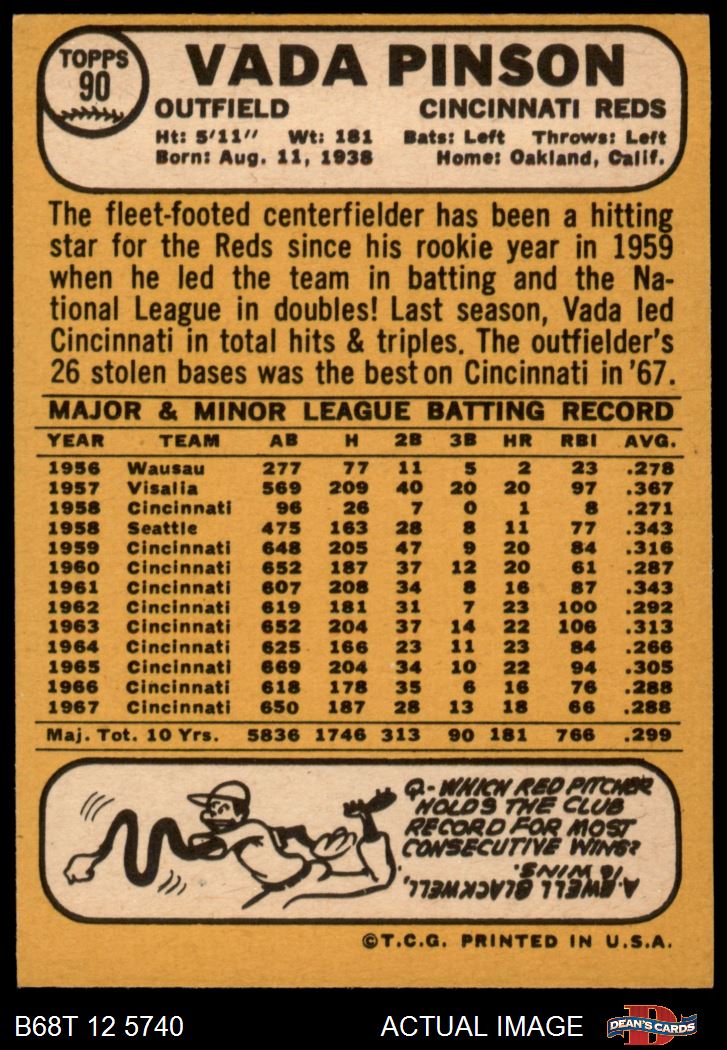 TOPPS
90
VADA PINSON
OUTFIELD CINCINNATI REDS
Ht: 5'11" Wt: 181 Bats: Left Throws: Left
Born: Aug. 11, 1938 Home: Oakland, Calif.
The fleet-footed centerfielder has been a hitting
star for the Reds since his rookie year in 1959
when he led the team in batting and the Na-
tional League in doubles! Last season, Vada led
Cincinnati in total hits & triples. The outfielder's
26 stolen bases was the best on Cincinnati in '67.
MAJOR & MINOR LEAGUE BATTING RECORD
YEAR TEAM AB H 2B 3B HR RBI AVG.
1956 Wausau 277 77 11 5 2 23 .278
1957 Visalia 569 209 40 20 20 97 .367
1958 Cincinnati 96 26 7 0 1 8 .271
1958 Seattle 475 163 28 8 11 77 .343
1959 Cincinnati 648 205 47 9 20 84 .316
1960 Cincinnati 652 187 37 12 20 61 .287
1961 Cincinnati 607 208 34 8 16 87 .343
1962 Cincinnati 619 181 31 7 23 100 .292
1963 Cincinnati 652 204 37 14 22 106 .313
1964 Cincinnati 625 166 23 11 23 84 .266
1965 Cincinnati 669 204 34 10 22 94 .305
1966 Cincinnati 618 178 35 6 16 76 .288
1967 Cincinnati 650 187 28 13 18 66 .288
Maj. Tot. 10 Yrs. 5836 1746 313 90 181 766 .299
Q- WHICH RED PITCHER
HOLDS THE CLUB
RECORD FOR MOST
CONSECUTIVE WINS?
A. EWELL BLACKWELL,
16 WINS.
©T.C.G. PRINTED IN U.S.A.
B68T 12 5740 ACTUAL IMAGE
DEAN'S CARDS